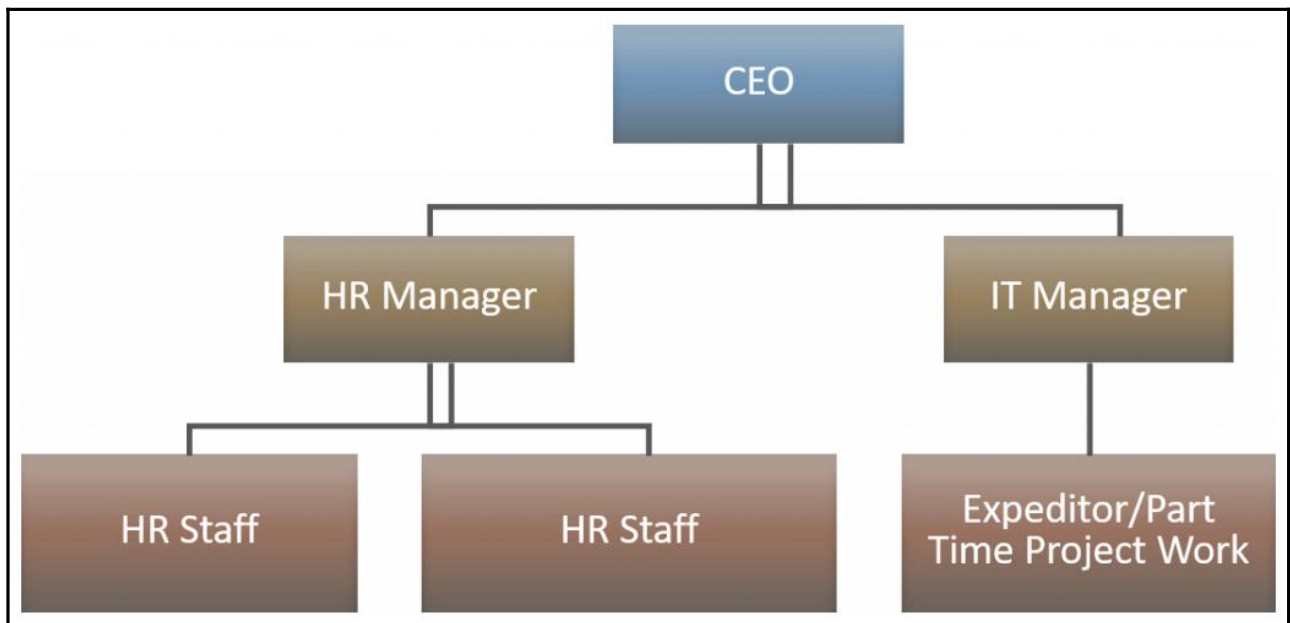 CEO
HR Manager
IT Manager
HR Staff
HR Staff
Expeditor/Part
Time Project Work